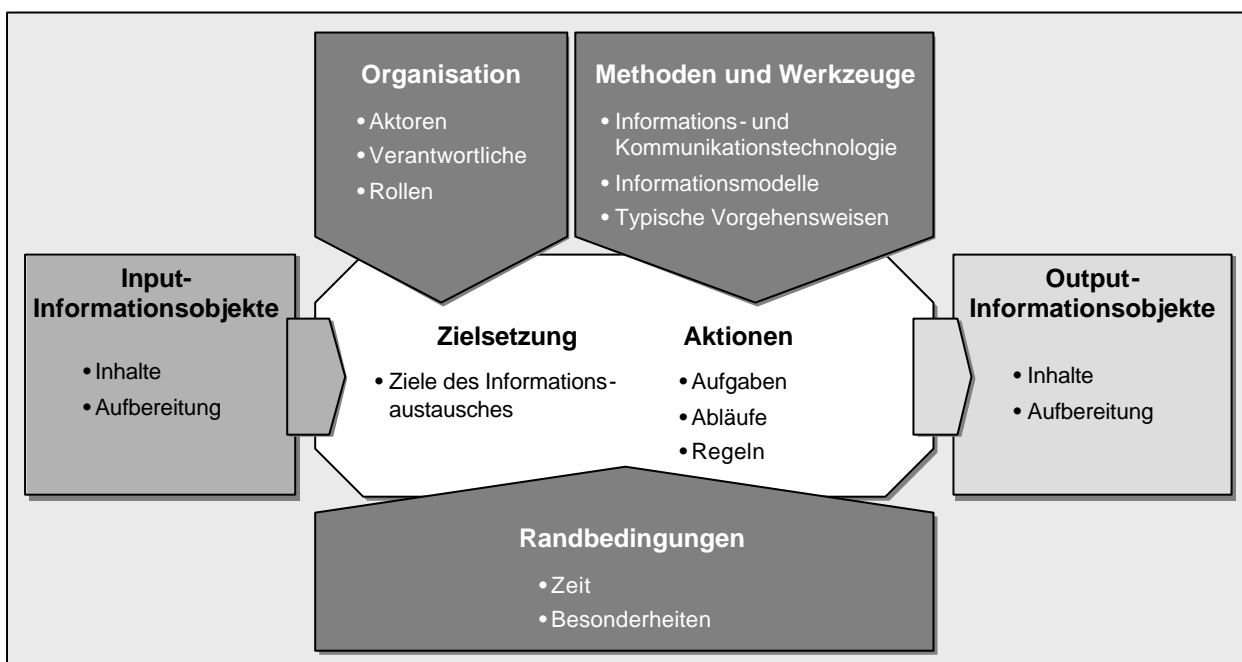 Organisation
• Aktoren
• Verantwortliche
• Rollen
Methoden und Werkzeuge
• Informations- und
Kommunikationstechnologie
• Informationsmodelle
• Typische Vorgehensweisen
Input-
Informationsobjekte
• Inhalte
• Aufbereitung
Zielsetzung
• Ziele des Informations-
austausches
Aktionen
• Aufgaben
• Abläufe
• Regeln
Output-
Informationsobjekte
• Inhalte
• Aufbereitung
Randbedingungen
• Zeit
• Besonderheiten